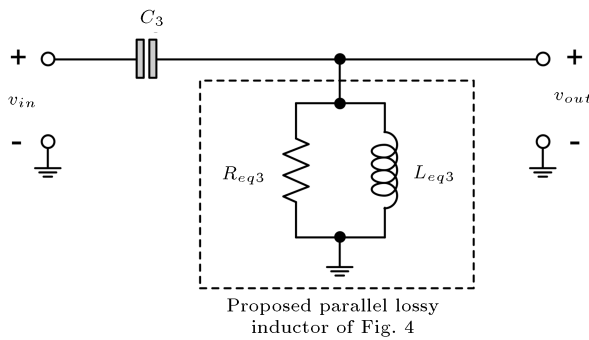 C3
+ +
vin vout
- -
Req3 Leq3
Proposed parallel lossy
inductor of Fig. 4